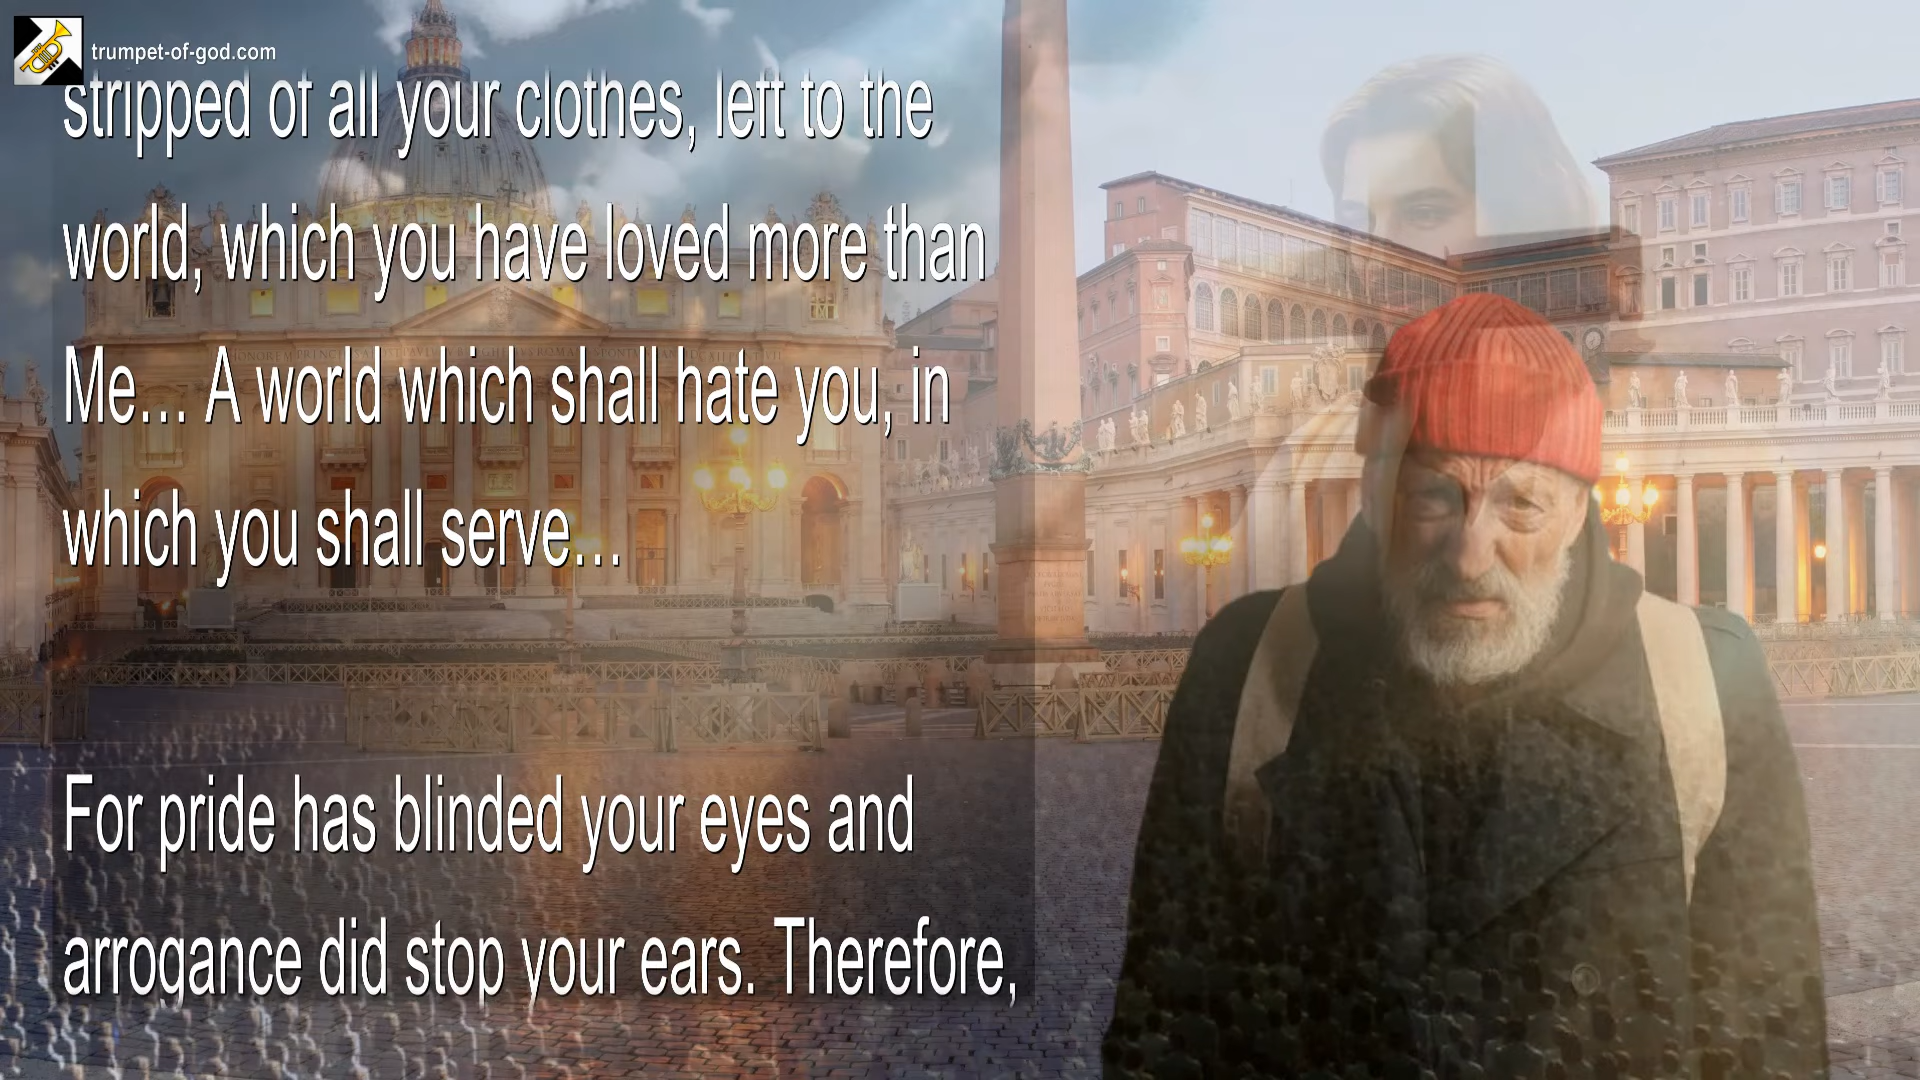 trumpet-of-god.com
stripped of all your clothes, left to the
world, which you have loved more than
Me... A world which shall hate you, in
which you shall serve...
For pride has blinded your eyes and
arrogance did stop your ears. Therefore,